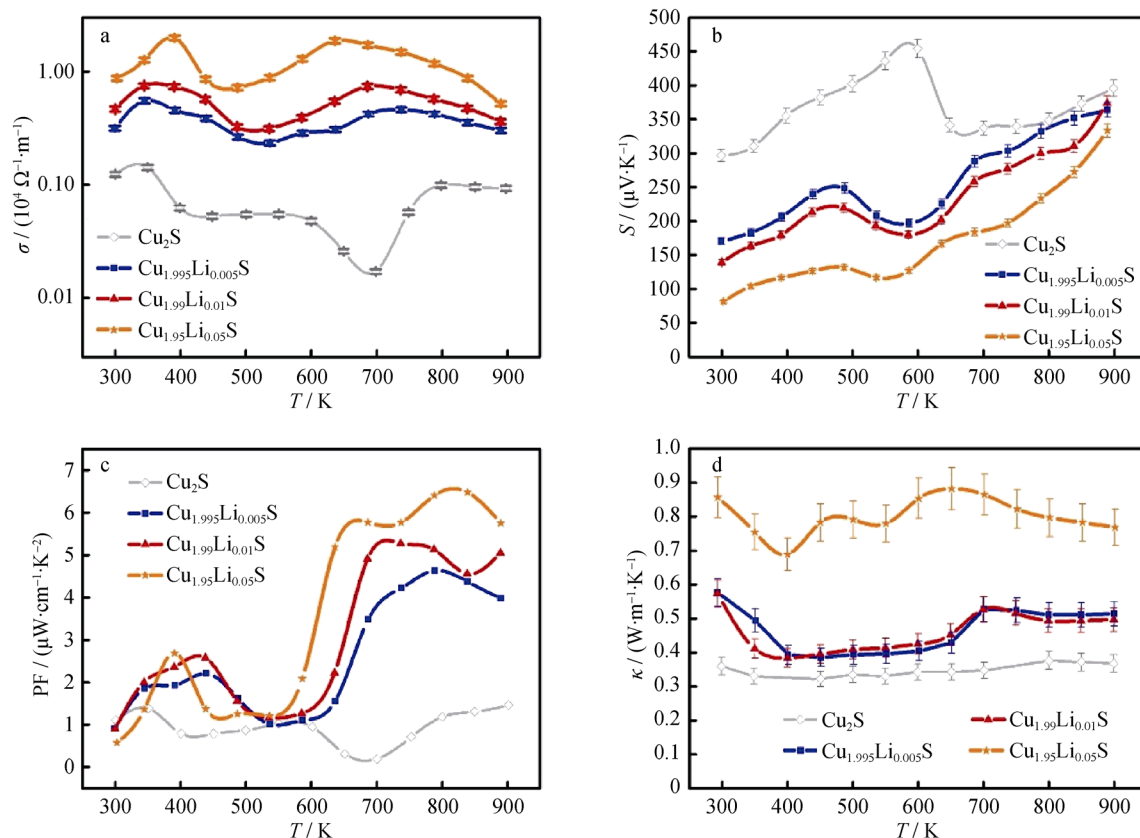 a
σ / (10⁴ Ω⁻¹·m⁻¹)
1.00
0.10
0.01
Cu₂S
Cu₁.₉₉₅Li₀.₀₀₅S
Cu₁.₉₉Li₀.₀₁S
Cu₁.₉₅Li₀.₀₅S
300 400 500 600 700 800 900
T / K
b
S / (μV·K⁻¹)
500
450
400
350
300
250
200
150
100
50
0
Cu₂S
Cu₁.₉₉₅Li₀.₀₀₅S
Cu₁.₉₉Li₀.₀₁S
Cu₁.₉₅Li₀.₀₅S
300 400 500 600 700 800 900
T / K
c
PF / (μW·cm⁻¹·K⁻²)
7
6
5
4
3
2
1
0
Cu₂S
Cu₁.₉₉₅Li₀.₀₀₅S
Cu₁.₉₉Li₀.₀₁S
Cu₁.₉₅Li₀.₀₅S
300 400 500 600 700 800 900
T / K
d
κ / (W·m⁻¹·K⁻¹)
1.0
0.9
0.8
0.7
0.6
0.5
0.4
0.3
0.2
0.1
0
Cu₂S Cu₁.₉₉Li₀.₀₁S
Cu₁.₉₉₅Li₀.₀₀₅S Cu₁.₉₅Li₀.₀₅S
300 400 500 600 700 800 900
T / K